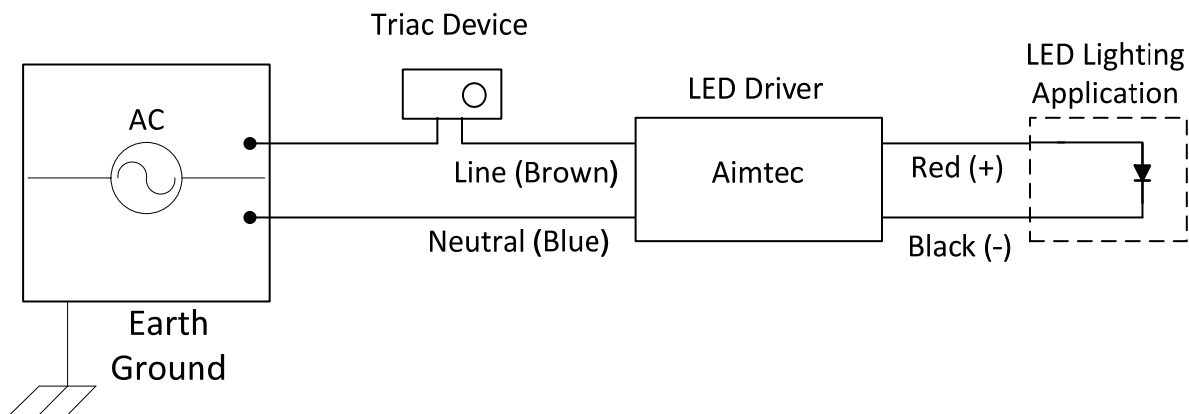 Triac Device
AC
Line (Brown)
Neutral (Blue)
LED Driver
Aimtec
Red (+)
Black (-)
LED Lighting
Application
Earth
Ground